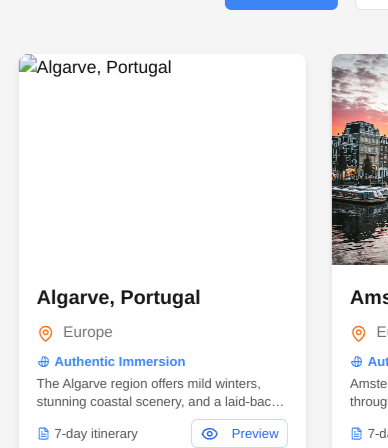 Algarve, Portugal
Algarve, Portugal
Europe
Authentic Immersion
The Algarve region offers mild winters,
stunning coastal scenery, and a laid-bac…
7-day itinerary
Preview
Ams
E
Aut
Amste
throug
7-d